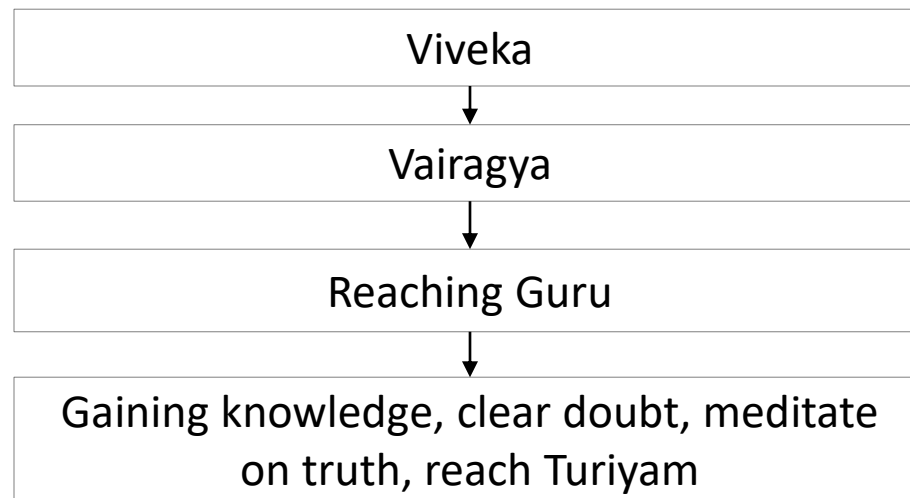 Viveka
Vairagya
Reaching Guru
Gaining knowledge, clear doubt, meditate
on truth, reach Turiyam